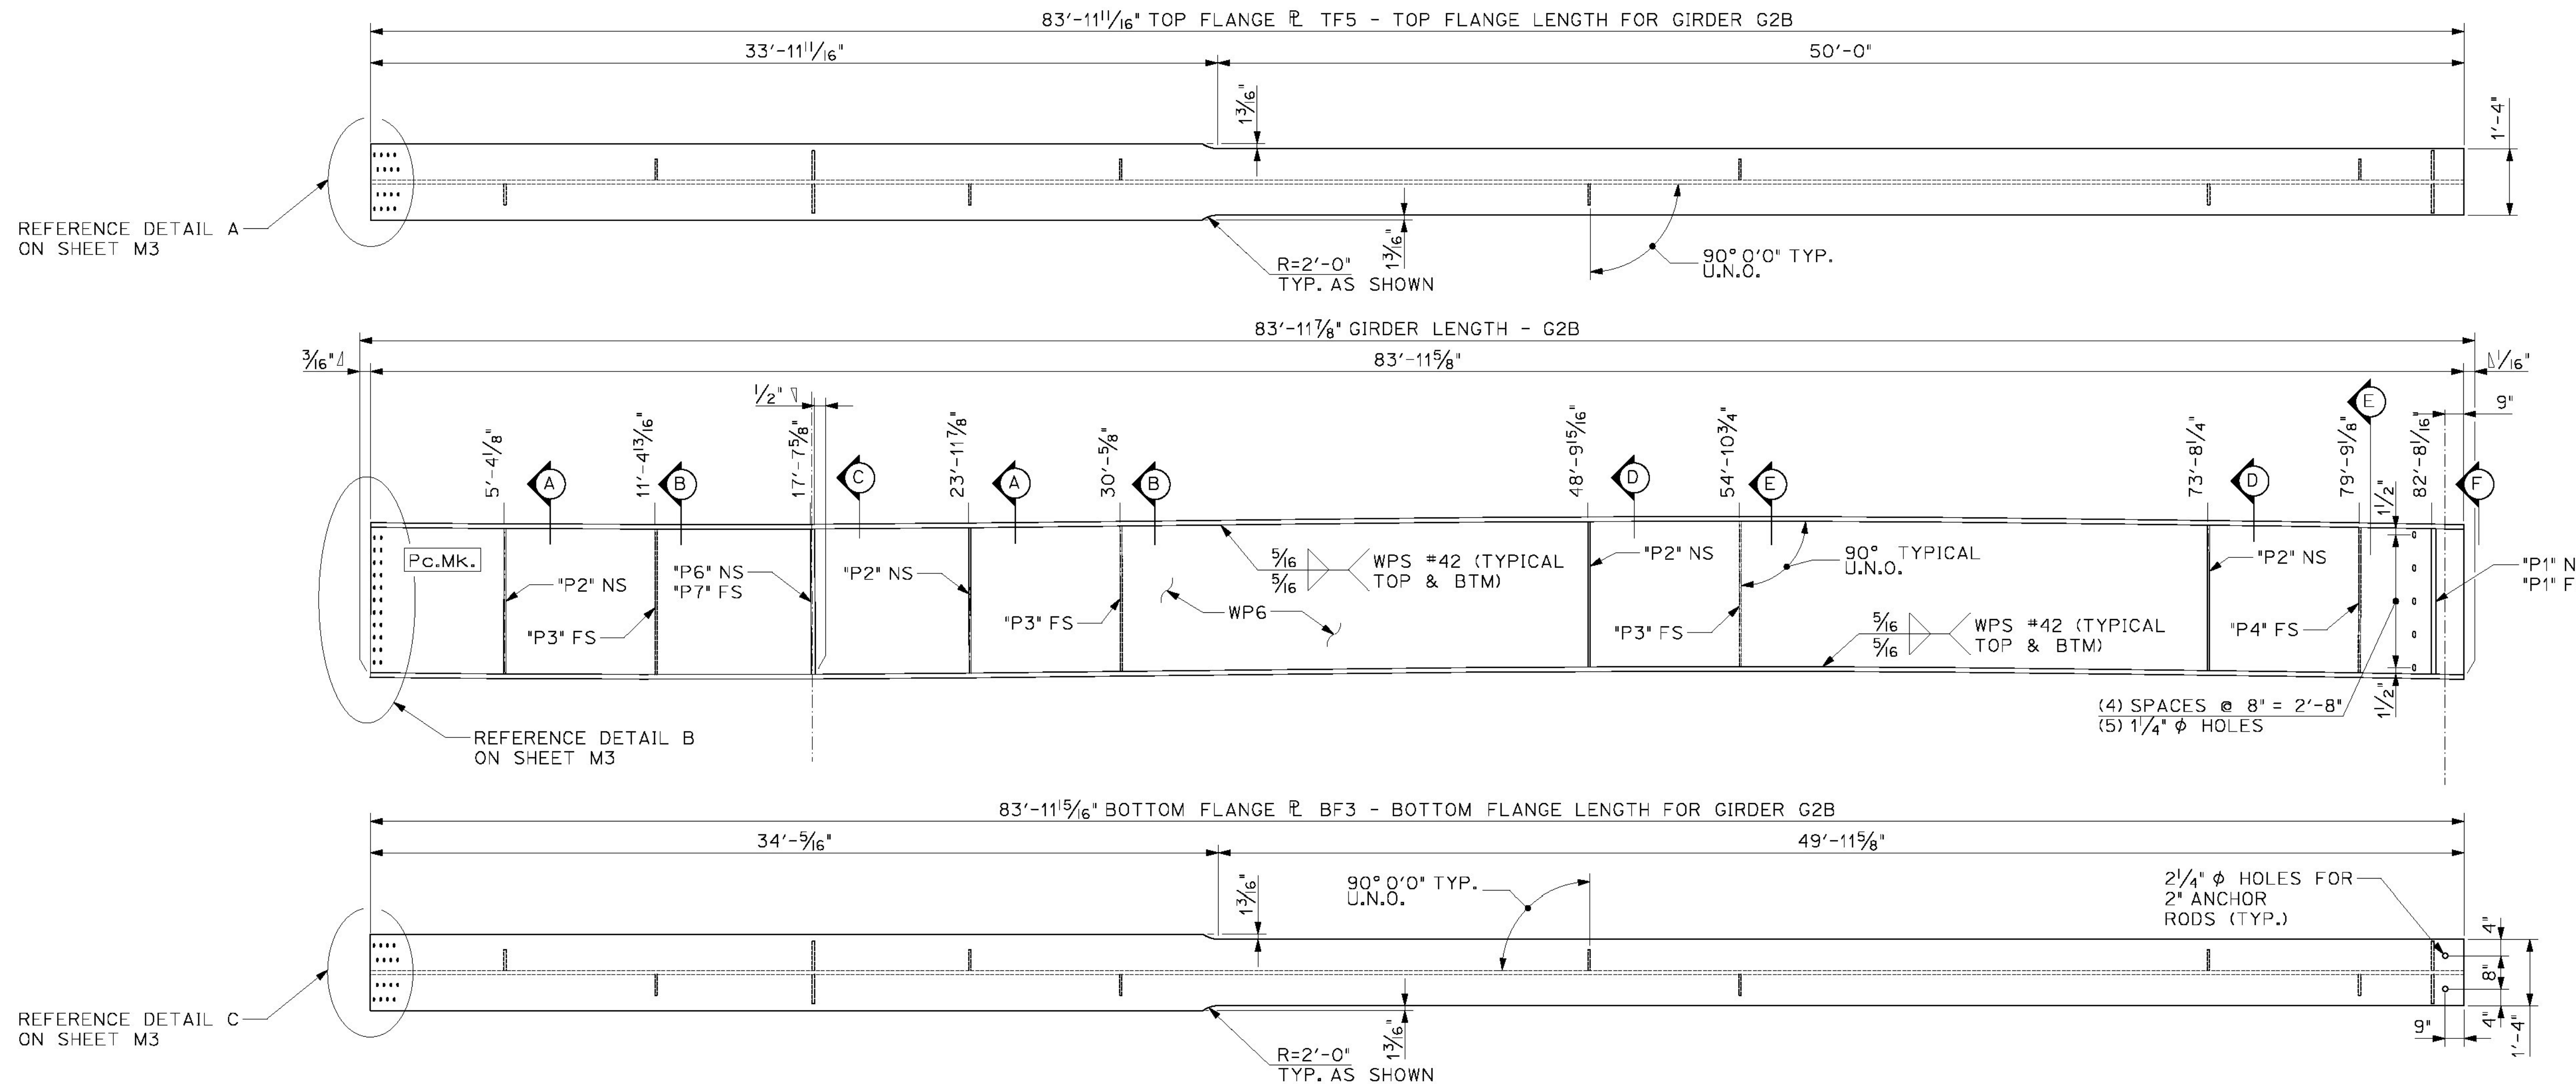 83′-11 11/16" TOP FLANGE ℄ TF5 - TOP FLANGE LENGTH FOR GIRDER G2B
33′-11 11/16"
50′-0"
1 3/16"
1′-4"
REFERENCE DETAIL A
ON SHEET M3
1 3/16"
R=2′-0"
TYP. AS SHOWN
90° 0'0" TYP.
U.N.O.
83′-11 7/8" GIRDER LENGTH - G2B
3/16"
83′-11 5/8"
1/16"
1/2"
9"
5′-4 1/8"
A
11′-4 13/16"
B
17′-7 5/8"
C
23′-11 7/8"
A
30′-5/8"
B
48′-9 15/16"
D
54′-10 3/4"
E
73′-8 1/4"
D
79′-9 1/8"
E
82′-8 1/16"
1 1/2"
F
Pc.Mk.
"P2" NS
"P3" FS
"P6" NS
"P7" FS
"P2" NS
"P3" FS
WP6
5/16
5/16
WPS #42 (TYPICAL
TOP & BTM)
"P2" NS
"P3" FS
90° TYPICAL
U.N.O.
5/16
5/16
WPS #42 (TYPICAL
TOP & BTM)
"P2" NS
"P4" FS
"P1" N
"P1" F
(4) SPACES @ 8" = 2′-8"
(5) 1 1/4" φ HOLES
1 1/2"
REFERENCE DETAIL B
ON SHEET M3
83′-11 15/16" BOTTOM FLANGE ℄ BF3 - BOTTOM FLANGE LENGTH FOR GIRDER G2B
34′-5/16"
49′-11 5/8"
1 3/16"
90° 0'0" TYP.
U.N.O.
2 1/4" φ HOLES FOR
2" ANCHOR
RODS (TYP.)
4"
8"
4"
1′-4"
9"
REFERENCE DETAIL C
ON SHEET M3
1 3/16"
R=2′-0"
TYP. AS SHOWN